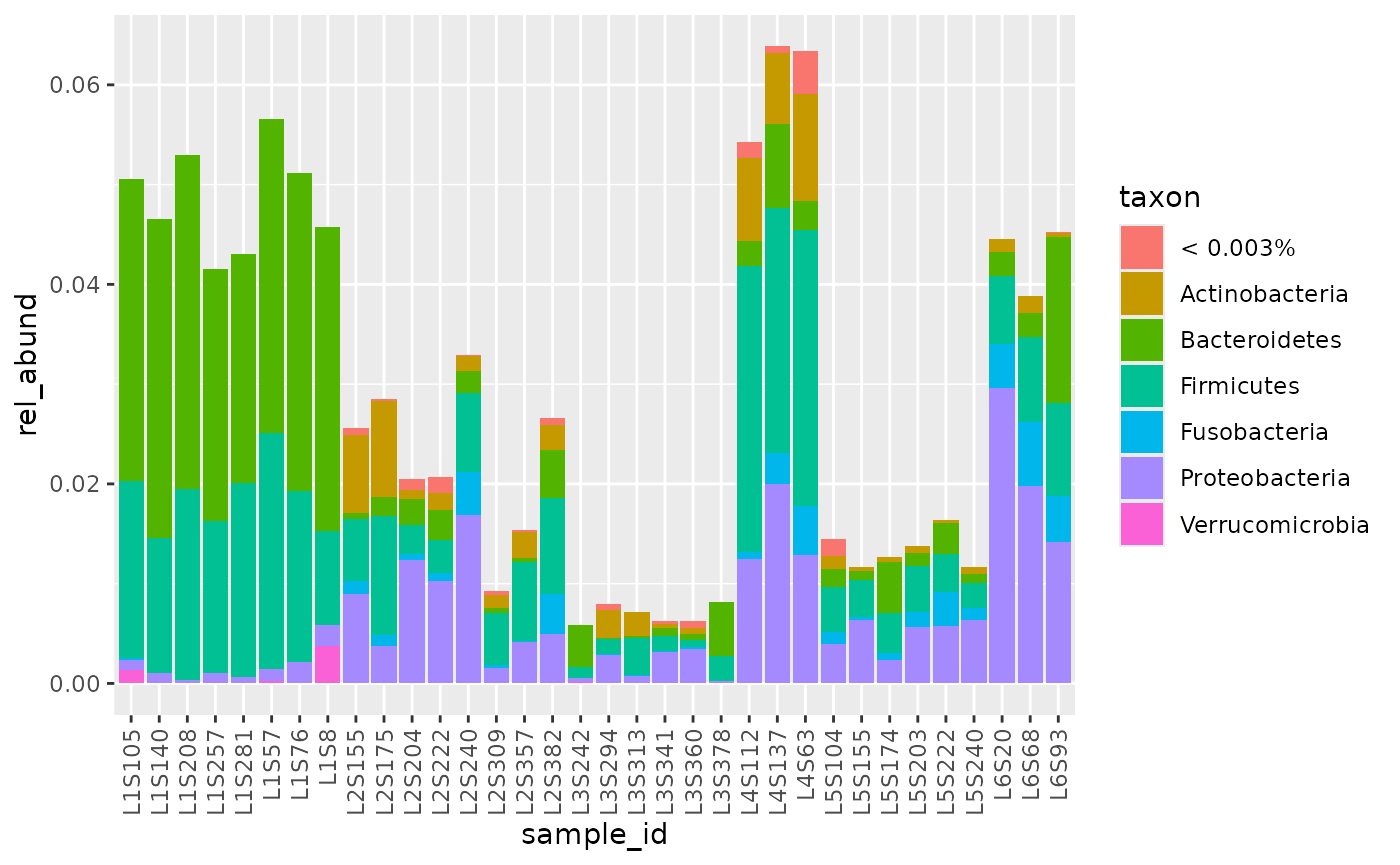 0.06
0.04
0.02
0.00
rel_abund
L1S105
L1S140
L1S208
L1S257
L1S281
L1S57
L1S76
L1S8
L2S155
L2S175
L2S204
L2S222
L2S240
L2S309
L2S357
L2S382
L3S242
L3S294
L3S313
L3S341
L3S360
L3S378
L4S112
L4S137
L4S63
L5S104
L5S155
L5S174
L5S203
L5S222
L5S240
L6S20
L6S68
L6S93
sample_id
taxon
< 0.003%
Actinobacteria
Bacteroidetes
Firmicutes
Fusobacteria
Proteobacteria
Verrucomicrobia